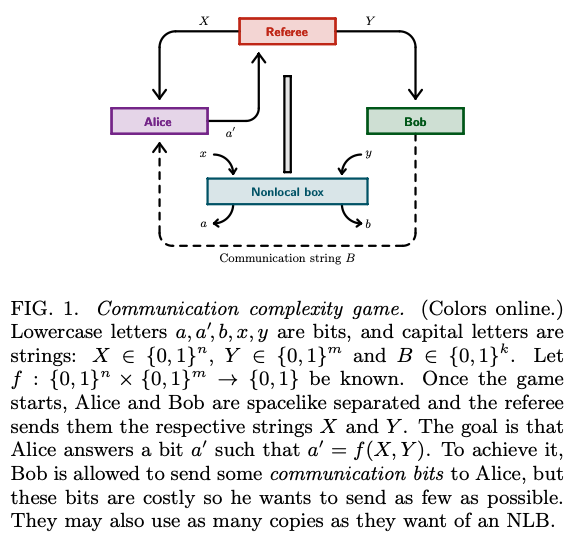 X
Referee
Y
Alice
a′
Bob
x
y
Nonlocal box
a
b
Communication string B
FIG. 1. Communication complexity game. (Colors online.)
Lowercase letters a, a′, b, x, y are bits, and capital letters are
strings: X ∈ {0, 1}ⁿ, Y ∈ {0, 1}ᵐ and B ∈ {0, 1}ᵏ. Let
f : {0, 1}ⁿ × {0, 1}ᵐ → {0, 1} be known. Once the game
starts, Alice and Bob are spacelike separated and the referee
sends them the respective strings X and Y. The goal is that
Alice answers a bit a′ such that a′ = f(X, Y). To achieve it,
Bob is allowed to send some communication bits to Alice, but
these bits are costly so he wants to send as few as possible.
They may also use as many copies as they want of an NLB.